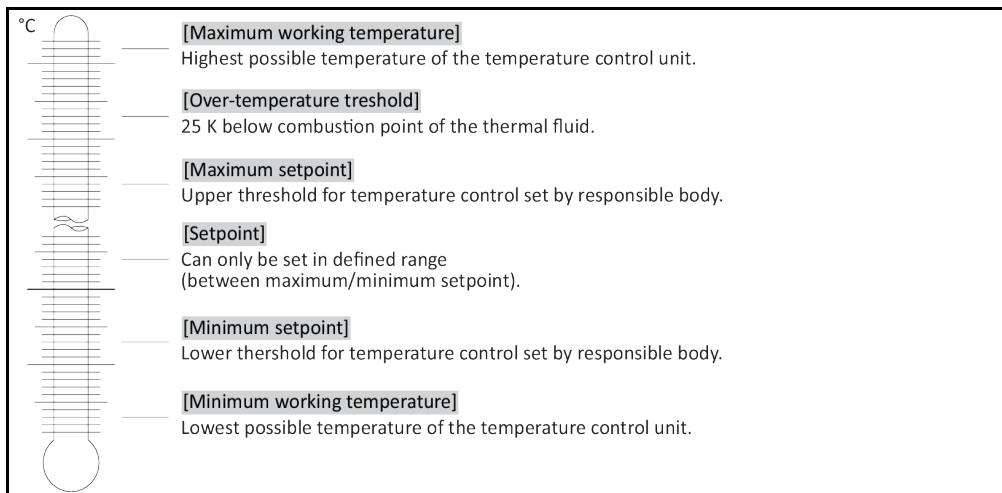 °C
[Maximum working temperature]
Highest possible temperature of the temperature control unit.
[Over-temperature treshold]
25 K below combustion point of the thermal fluid.
[Maximum setpoint]
Upper threshold for temperature control set by responsible body.
[Setpoint]
Can only be set in defined range
(between maximum/minimum setpoint).
[Minimum setpoint]
Lower thershold for temperature control set by responsible body.
[Minimum working temperature]
Lowest possible temperature of the temperature control unit.